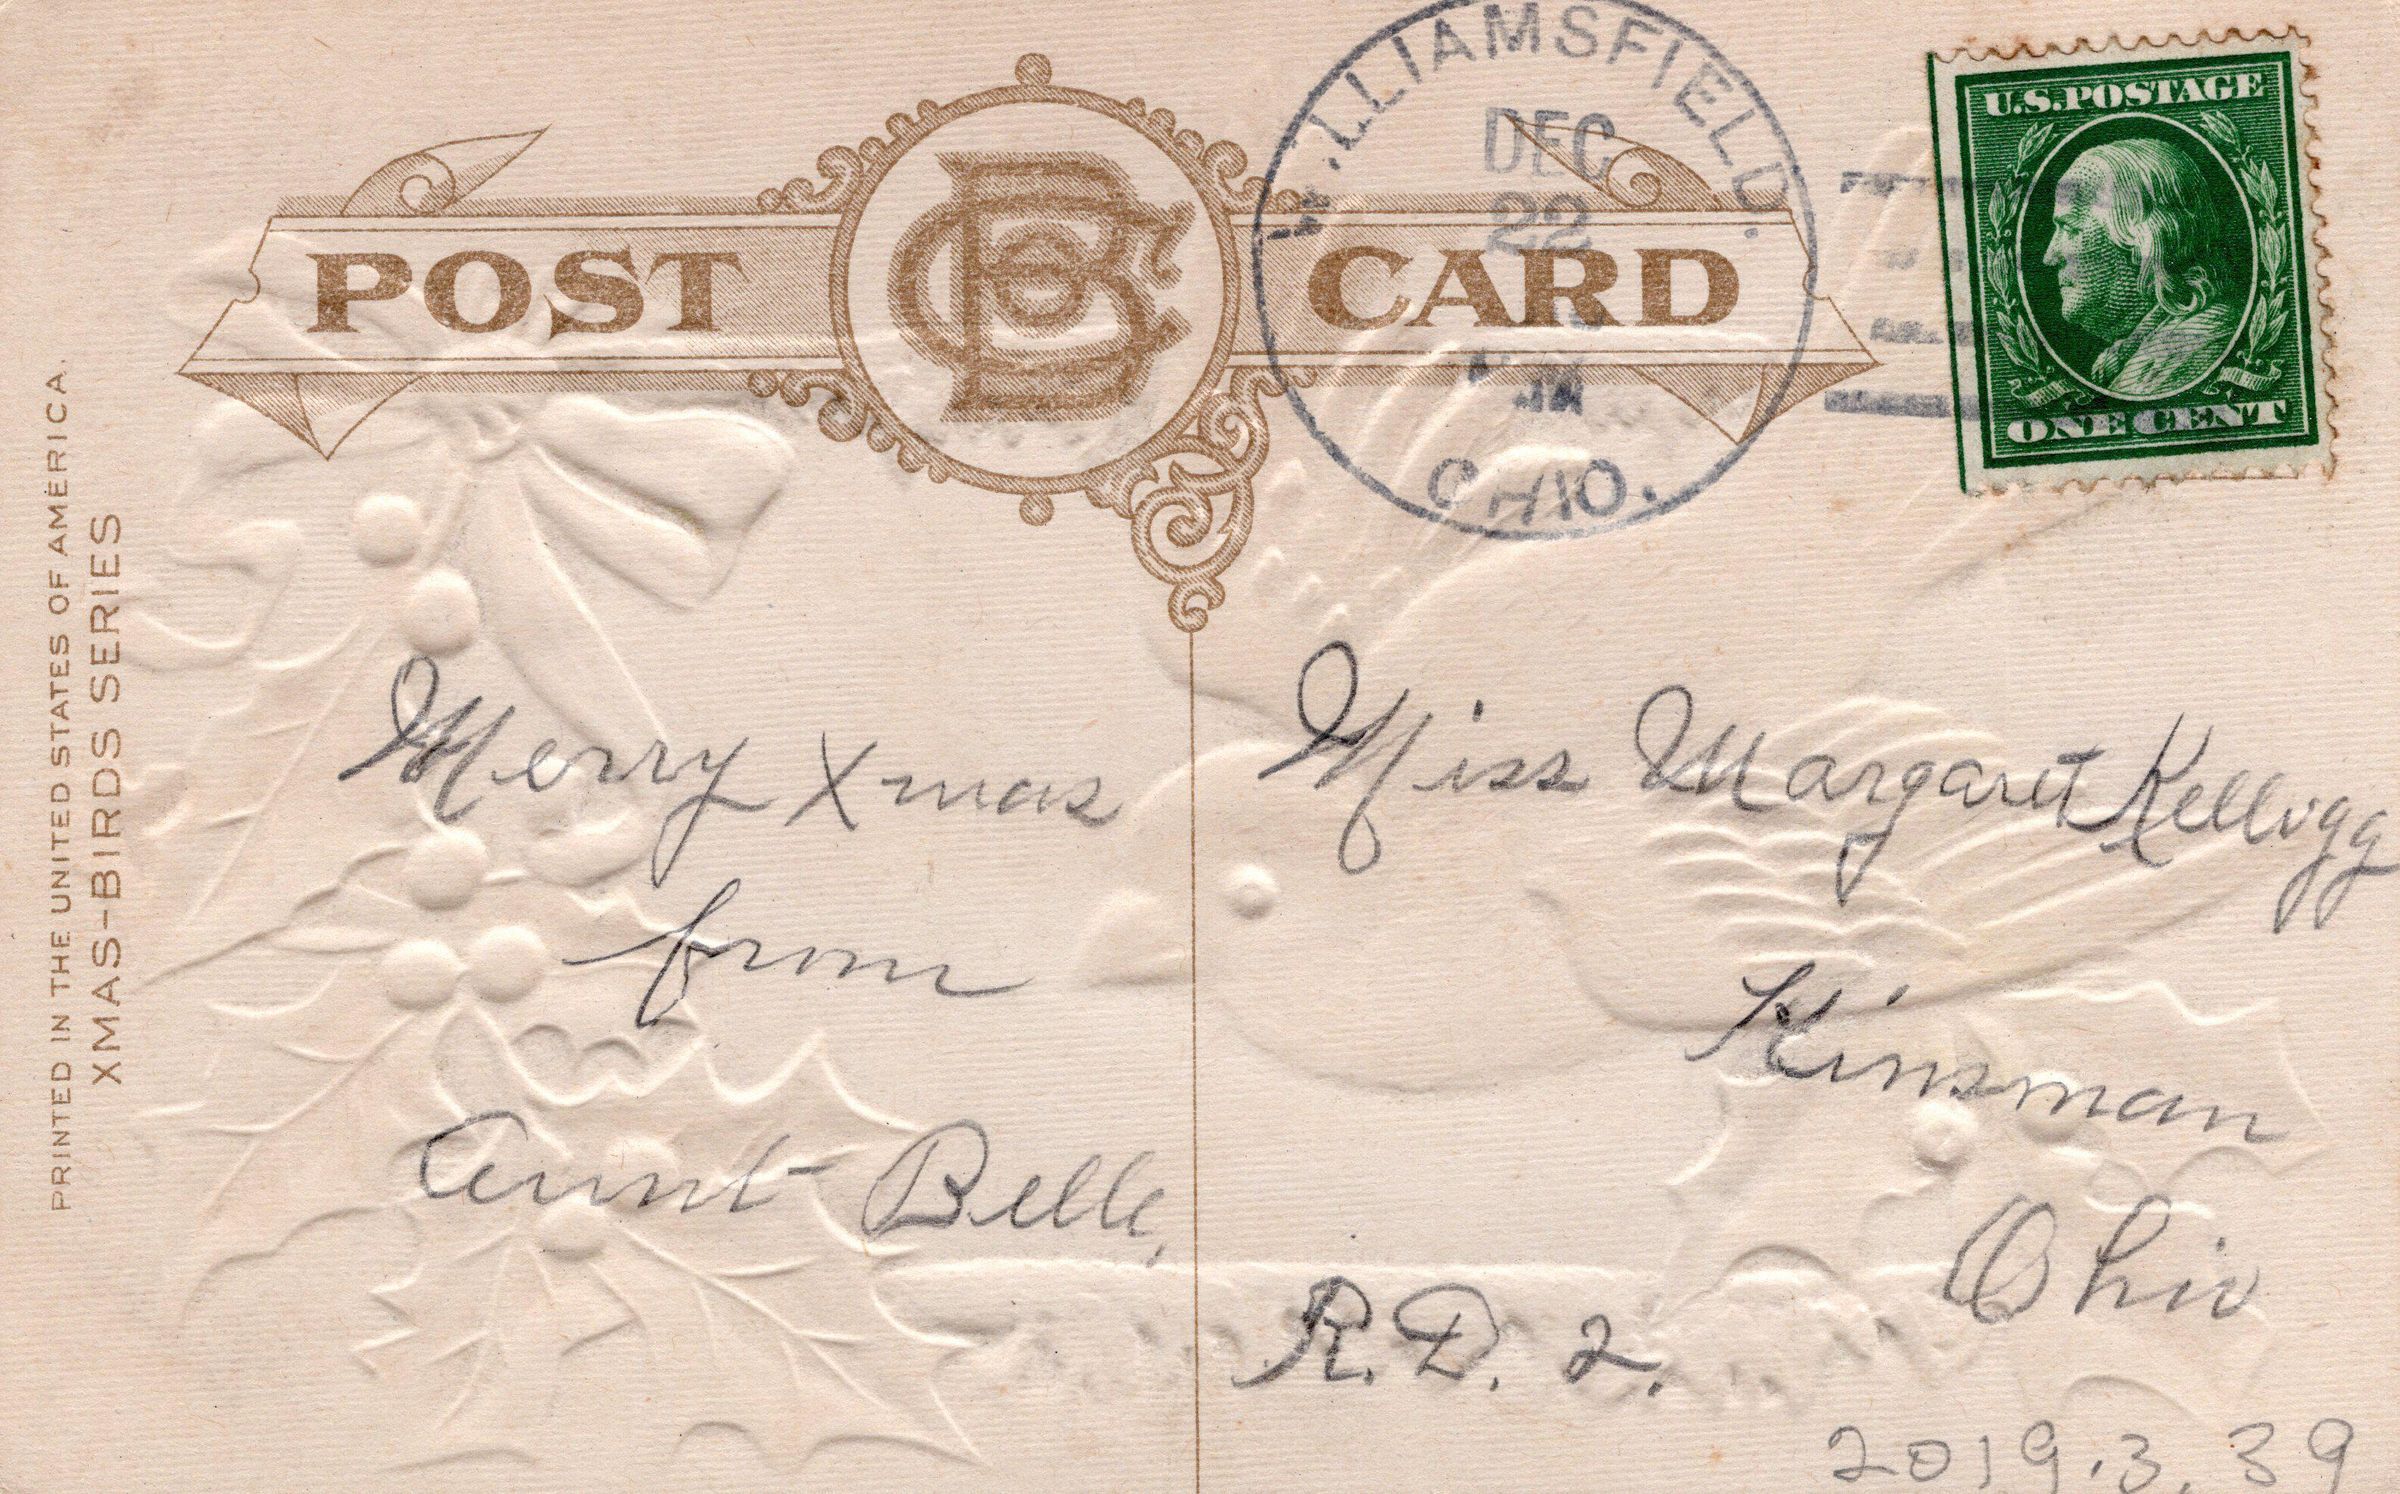 PRINTED IN THE UNITED STATES OF AMERICA.
XMAS-BIRDS SERIES
POST CARD
WILLIAMSFIELD.
DEC
22
OHIO.
U.S. POSTAGE
ONE CENT
Merry Xmas
from
Aunt Belle,
Miss Margaret Kellogg
Kinsman
Ohio
R.D. 2.
2019.3.39